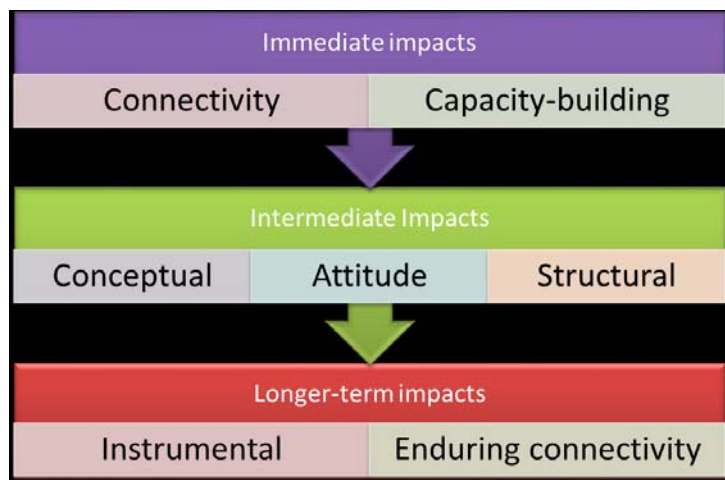 Immediate impacts
Connectivity Capacity-building
Intermediate Impacts
Conceptual Attitude Structural
Longer-term impacts
Instrumental Enduring connectivity